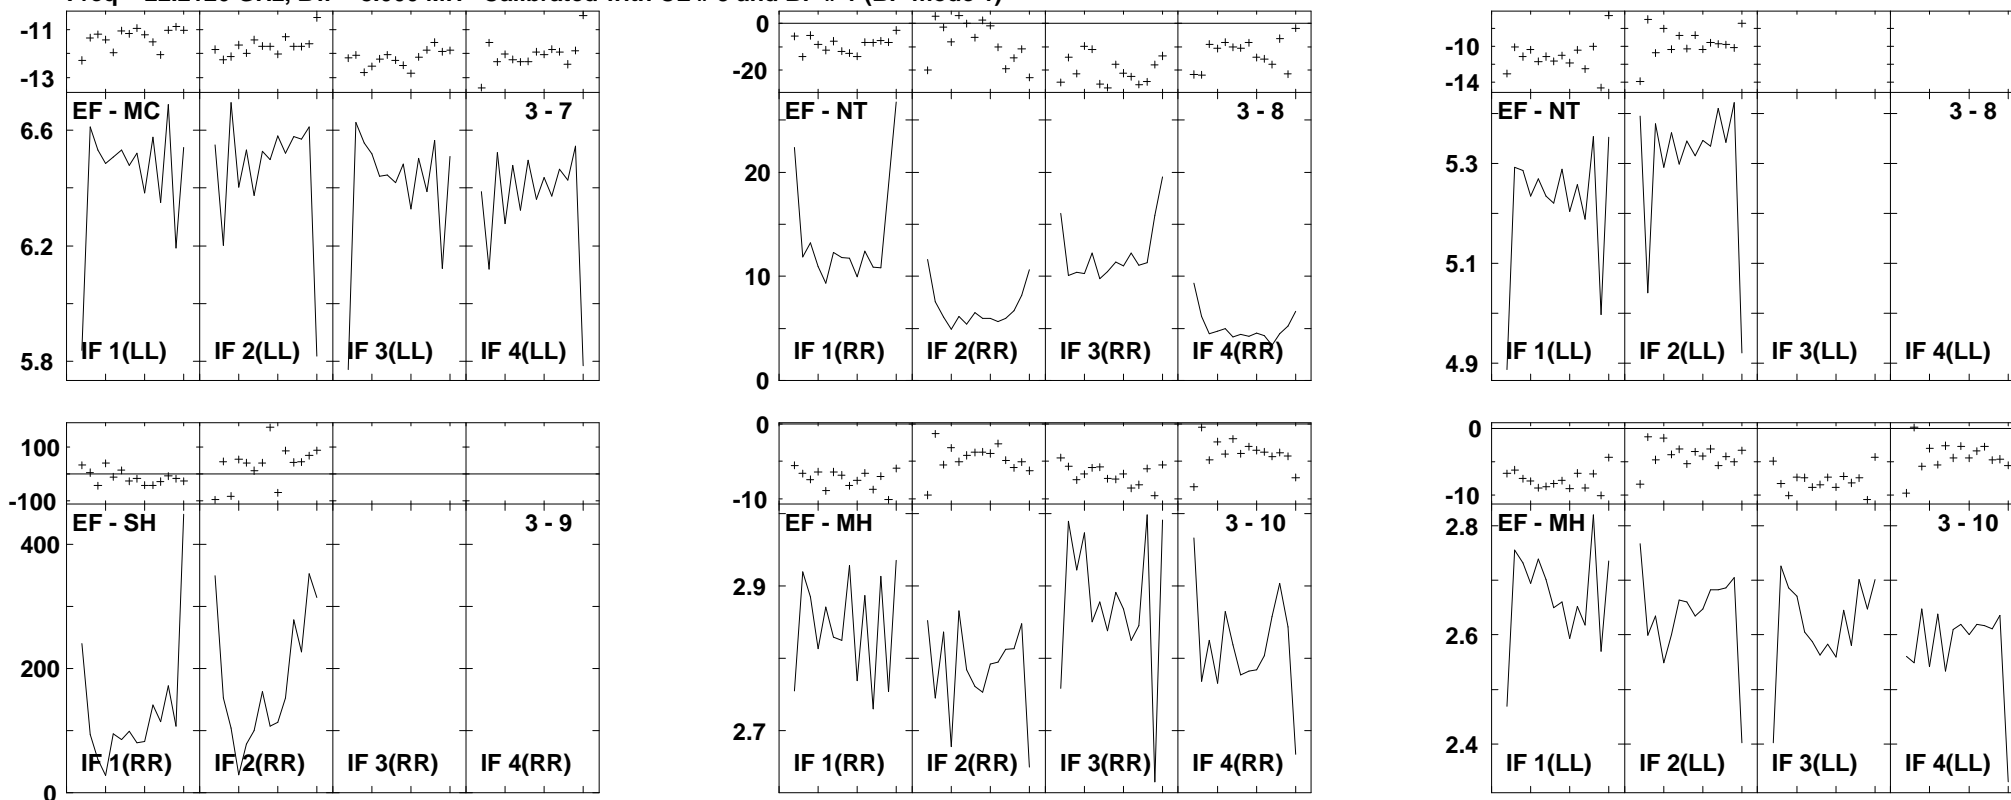 -11
-13
EF - MC
3 - 7
6.6
6.2
5.8
IF 1(LL)
IF 2(LL)
IF 3(LL)
IF 4(LL)
0
-20
EF - NT
3 - 8
20
10
0
IF 1(RR)
IF 2(RR)
IF 3(RR)
IF 4(RR)
-10
-14
EF - NT
3 - 8
5.3
5.1
4.9
IF 1(LL)
IF 2(LL)
IF 3(LL)
IF 4(LL)
100
-100
EF - SH
3 - 9
400
200
0
IF 1(RR)
IF 2(RR)
IF 3(RR)
IF 4(RR)
0
-10
EF - MH
3 - 10
2.9
2.7
IF 1(RR)
IF 2(RR)
IF 3(RR)
IF 4(RR)
0
-10
EF - MH
3 - 10
2.8
2.6
2.4
IF 1(LL)
IF 2(LL)
IF 3(LL)
IF 4(LL)